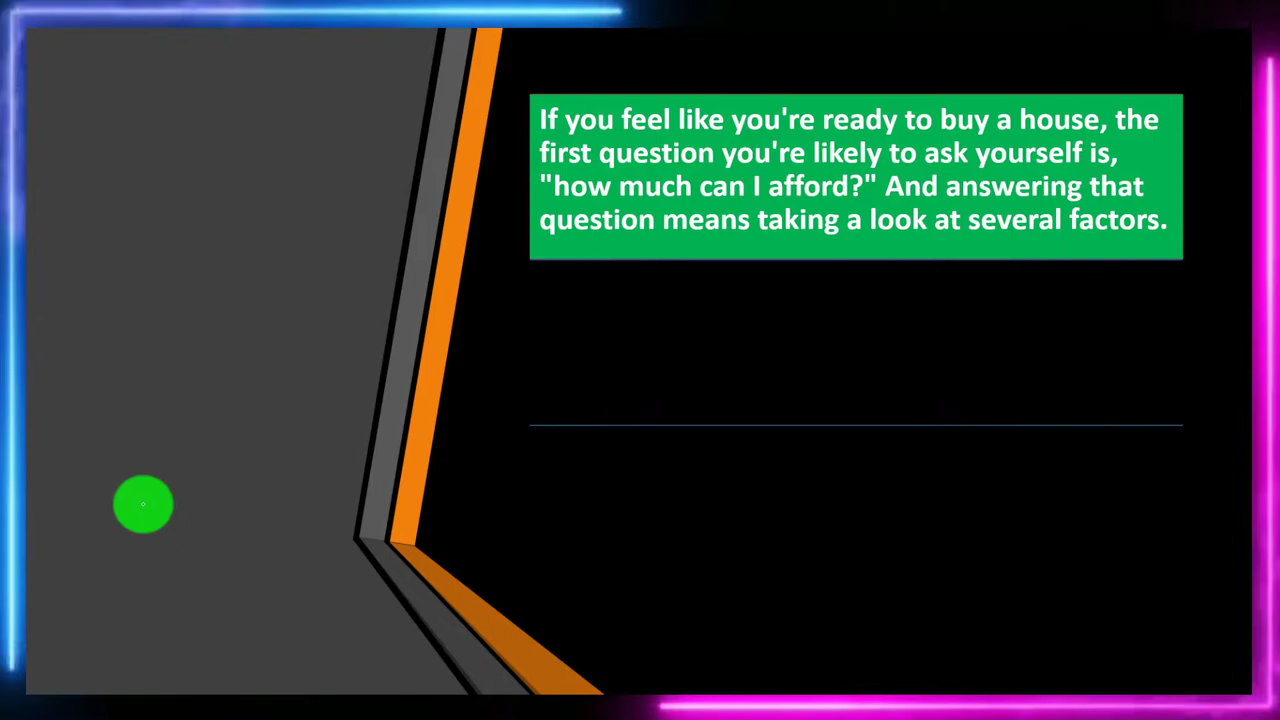 If you feel like you're ready to buy a house, the
first question you're likely to ask yourself is,
"how much can I afford?" And answering that
question means taking a look at several factors.